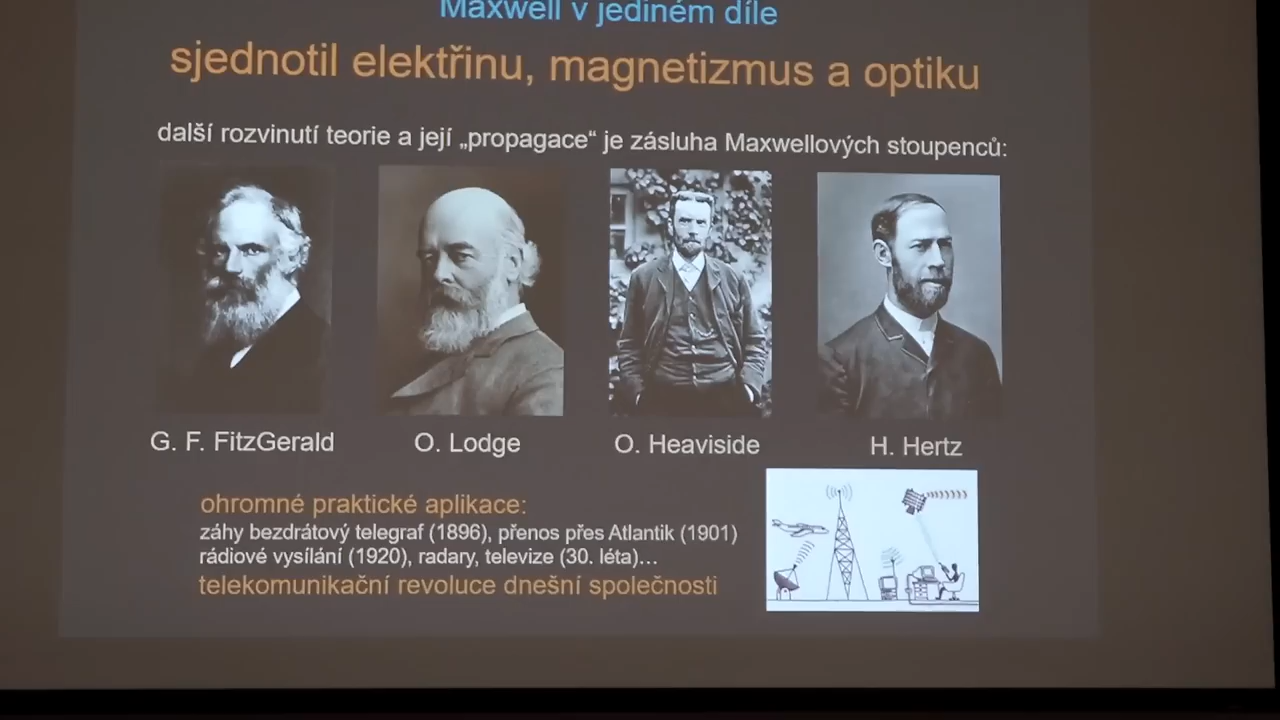 Maxwell v jediném díle
sjednotil elektřinu, magnetizmus a optiku
další rozvinutí teorie a její „propagace“ je zásluha Maxwellových stoupenců:
G. F. FitzGerald O. Lodge O. Heaviside H. Hertz
ohromné praktické aplikace:
záhy bezdrátový telegraf (1896), přenos přes Atlantik (1901)
rádiové vysílání (1920), radary, televize (30. léta)...
telekomunikační revoluce dnešní společnosti